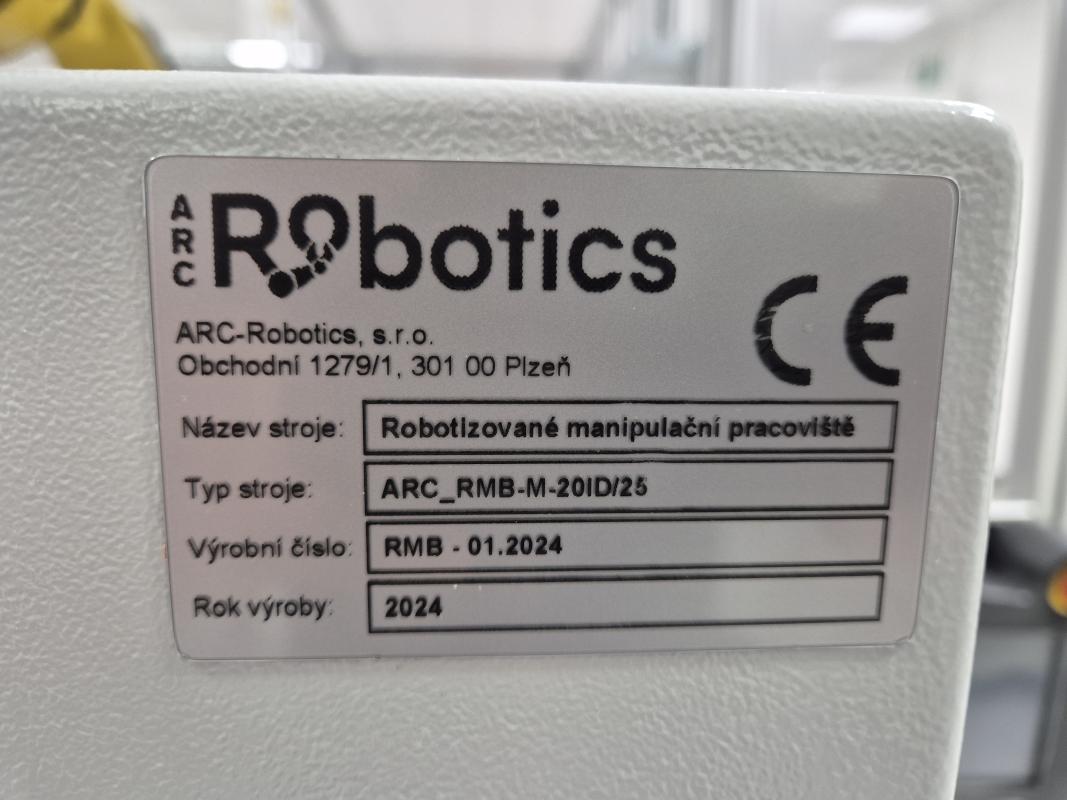 ARC Robotics
CE
ARC-Robotics, s.r.o.
Obchodní 1279/1, 301 00 Plzeň
Název stroje: Robotizované manipulační pracoviště
Typ stroje: ARC_RMB-M-20ID/25
Výrobní číslo: RMB - 01.2024
Rok výroby: 2024